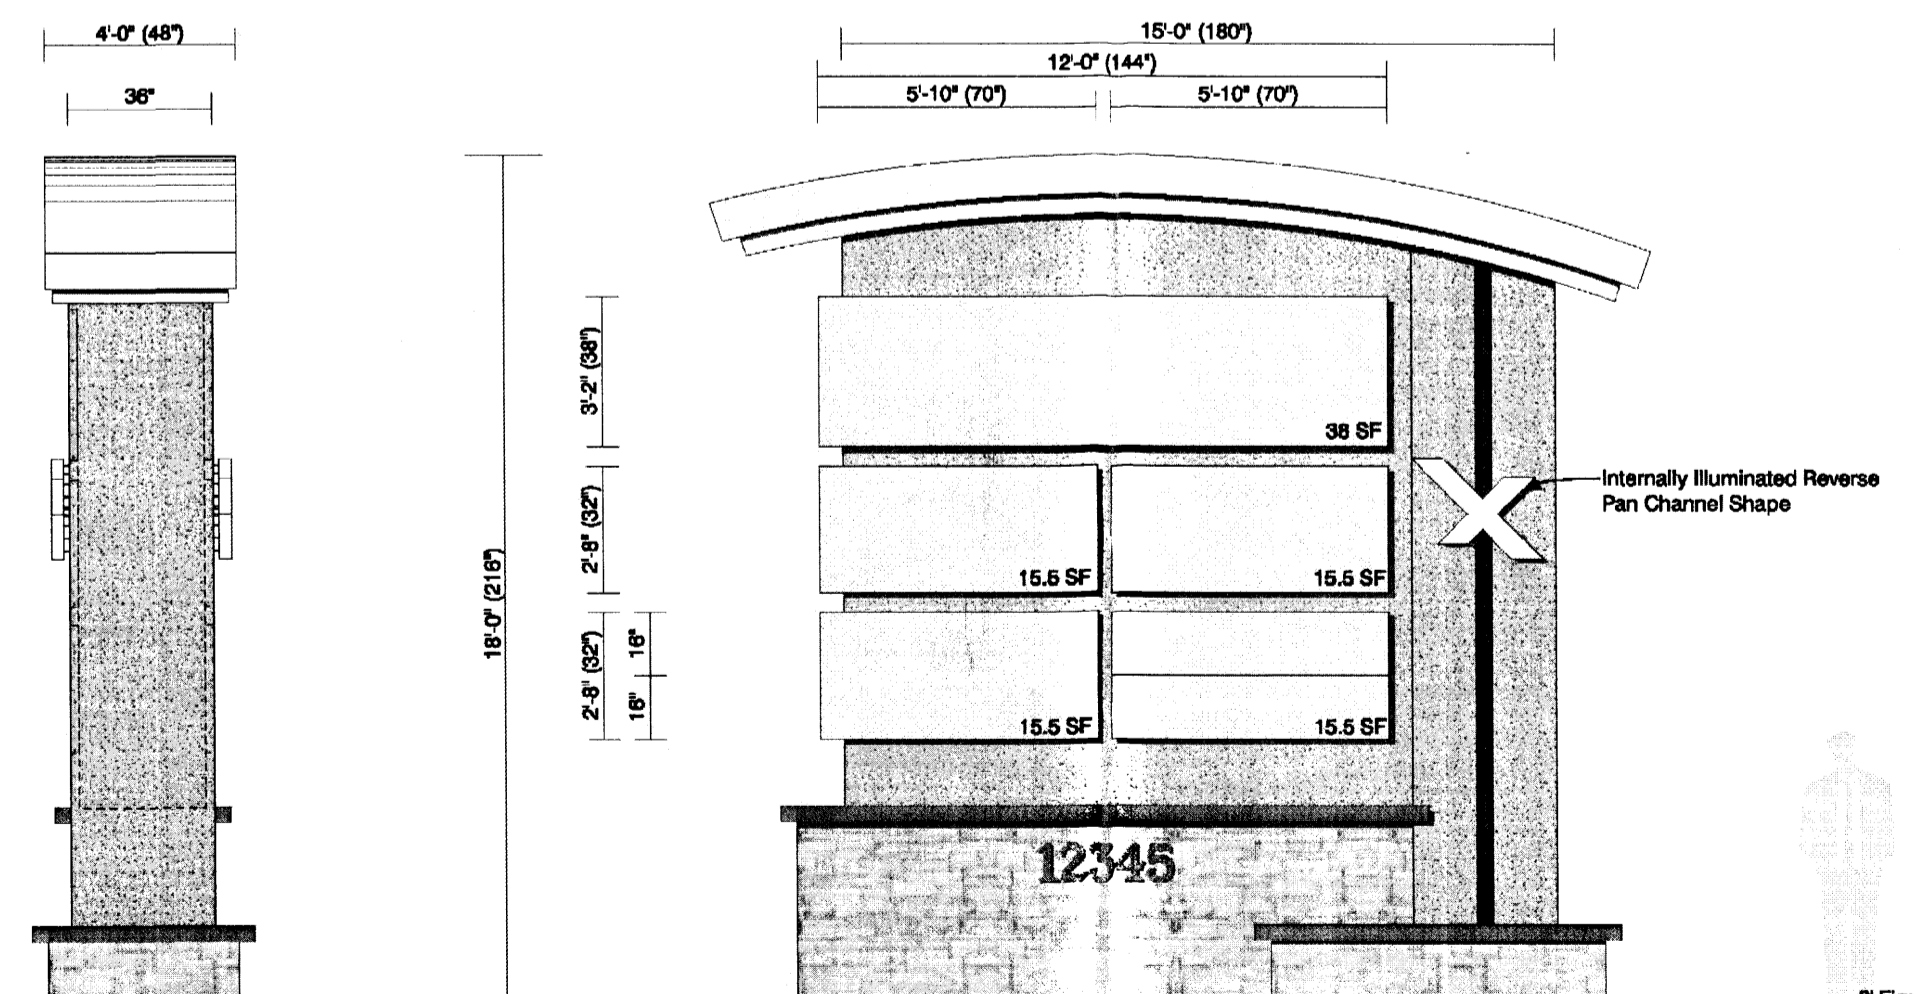 4'-0" (48")
36"
15'-0" (180")
12'-0" (144")
5'-10" (70")
5'-10" (70")
18'-0" (216")
3'-2" (38")
2'-8" (32")
2'-8" (32")
16"
16"
38 SF
15.5 SF
15.5 SF
15.5 SF
15.5 SF
Internally Illuminated Reverse
Pan Channel Shape
12345